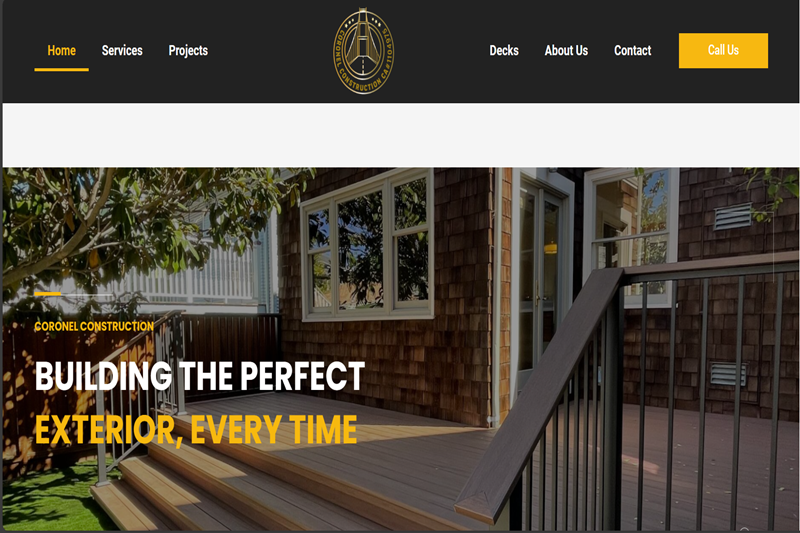 Home
Services
Projects
CORONEL CONSTRUCTION CA#1104975
Decks
About Us
Contact
Call Us
CORONEL CONSTRUCTION
BUILDING THE PERFECT
EXTERIOR, EVERY TIME